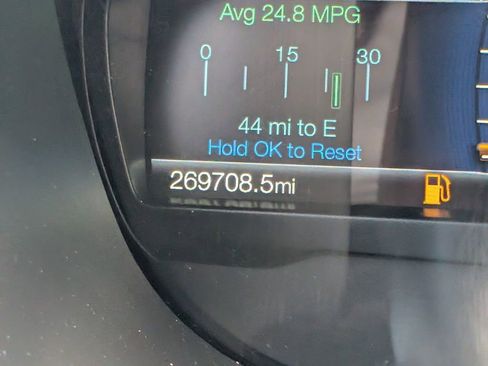 Avg 24.8 MPG
0 15 30
44 mi to E
Hold OK to Reset
269708.5mi